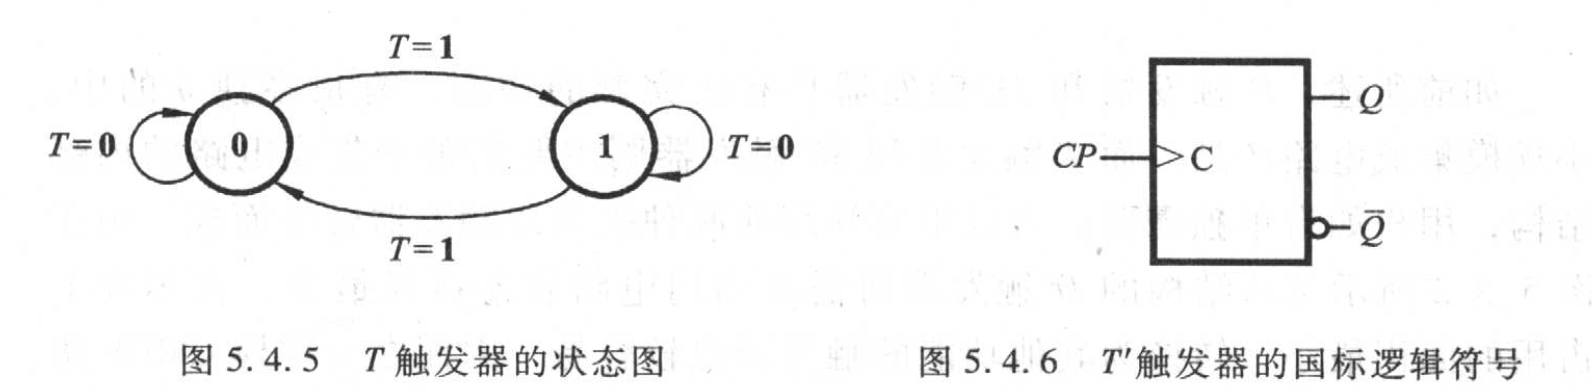 T=1
T=0 0 1 T=0
T=1
Q
CP C
Q̄
图 5.4.5 T 触发器的状态图
图 5.4.6 T′触发器的国标逻辑符号